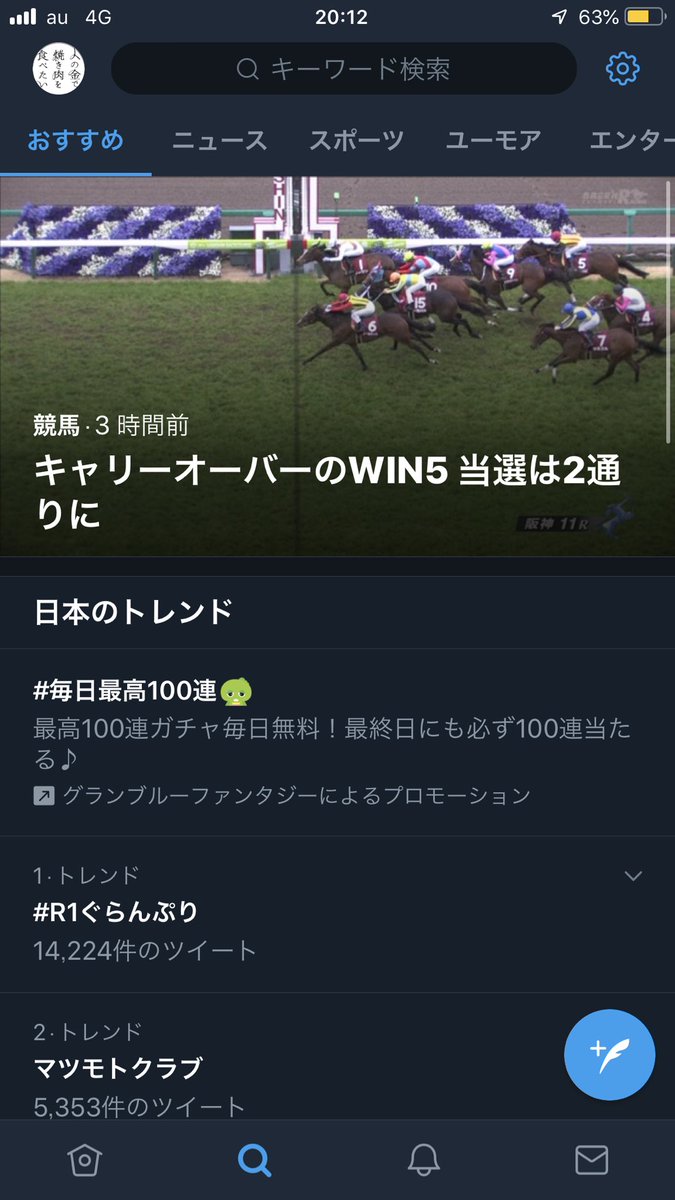 au 4G 20:12 63%
人の金で
焼き肉を
食べたい
キーワード検索
おすすめ ニュース スポーツ ユーモア エンター
1 5 9 15 6 4 7
競馬 · 3 時間前
キャリーオーバーのWIN5 当選は2通
りに
阪神 11R
日本のトレンド
#毎日最高100連
最高100連ガチャ毎日無料！最終日にも必ず100連当た
る♪
グランブルーファンタジーによるプロモーション
1 · トレンド
#R1ぐらんぷり
14,224件のツイート
2 · トレンド
マツモトクラブ
5,353件のツイート